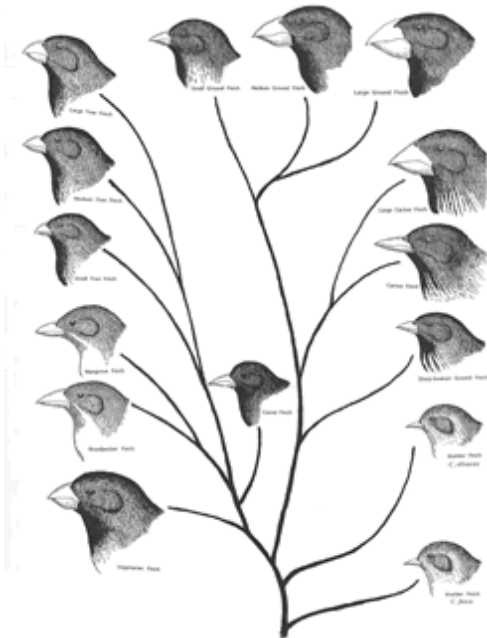 Small Ground Finch
Medium Ground Finch
Large Ground Finch
Large Tree Finch
Medium Tree Finch
Large Cactus Finch
Small Tree Finch
Cactus Finch
Mangrove Finch
Cocos Finch
Sharp-beaked Ground Finch
Woodpecker Finch
Warbler Finch
C. olivacea
Vegetarian Finch
Warbler Finch
C. fusca